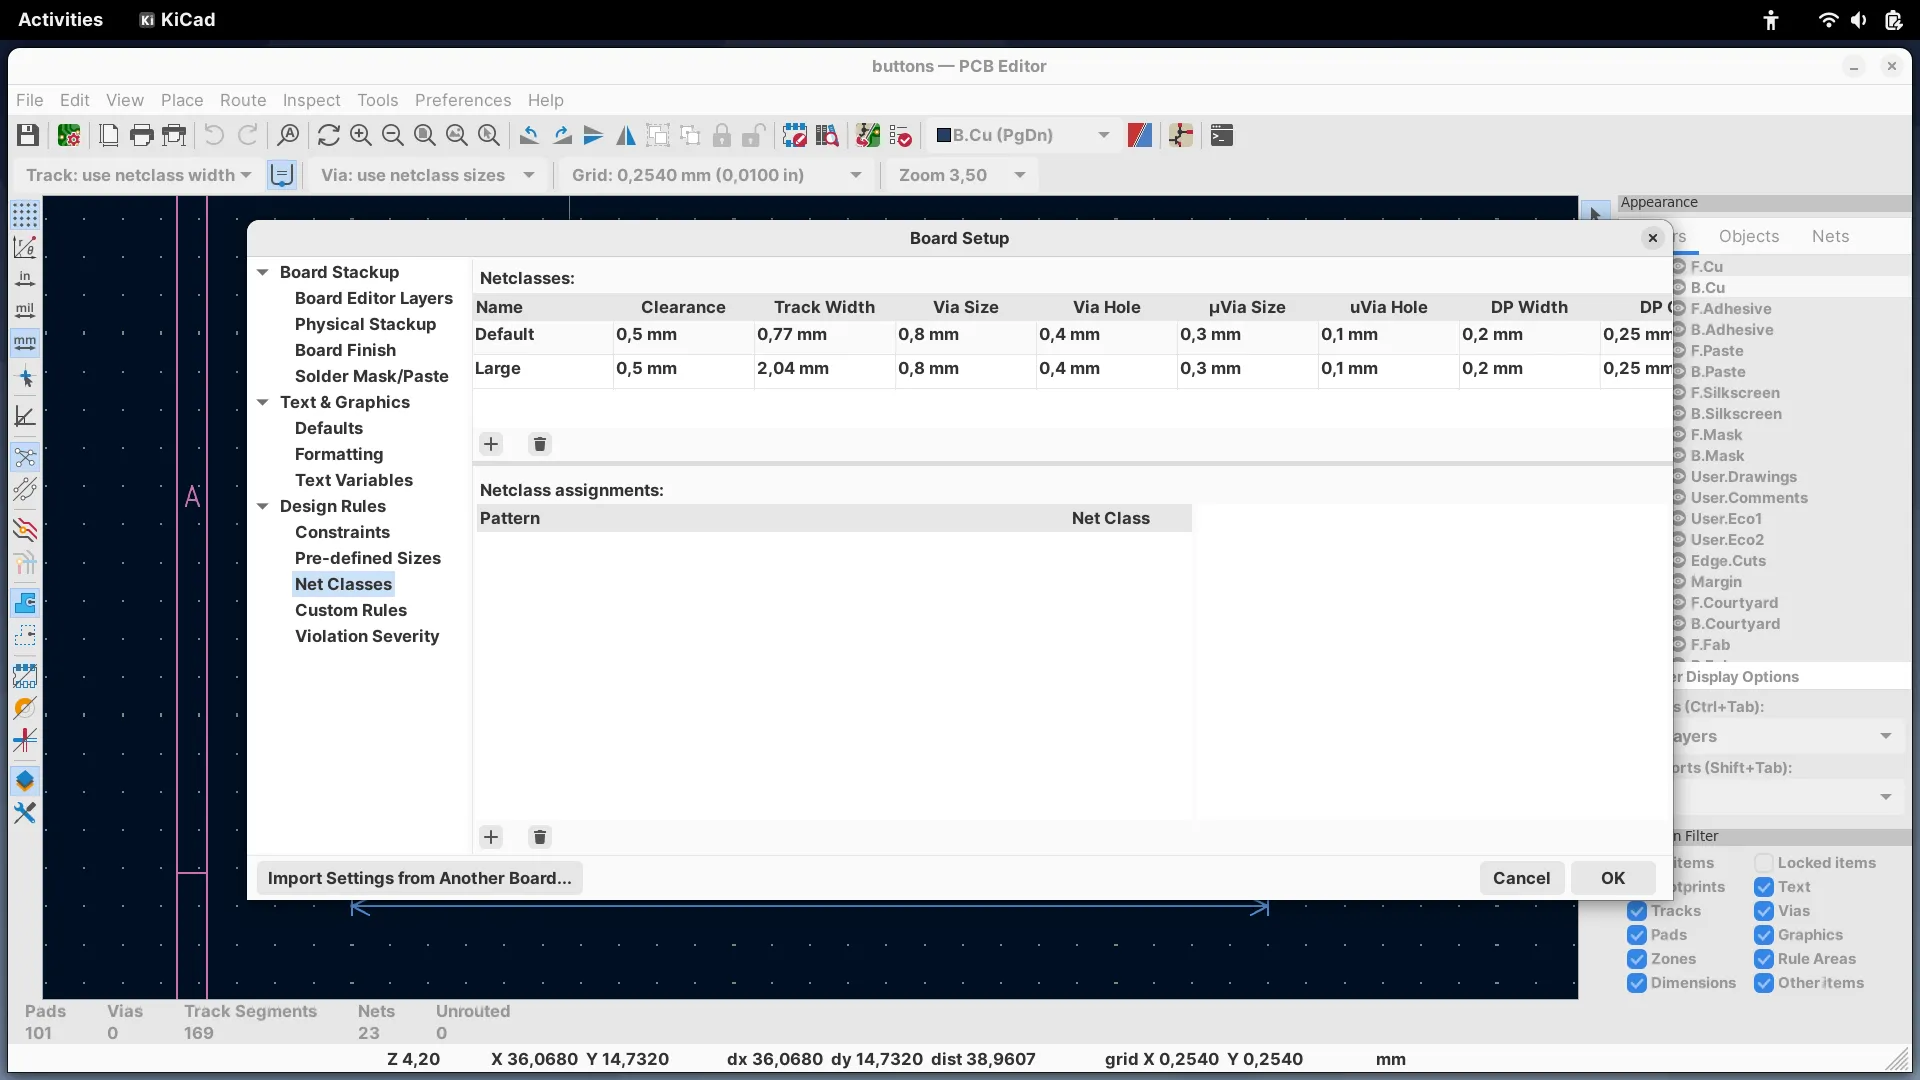 Activities KiCad
buttons — PCB Editor
File Edit View Place Route Inspect Tools Preferences Help
B.Cu (PgDn)
Track: use netclass width Via: use netclass sizes Grid: 0,2540 mm (0,0100 in) Zoom 3,50
in
mil
mm
A
Board Setup
Board Stackup
Board Editor Layers
Physical Stackup
Board Finish
Solder Mask/Paste
Text & Graphics
Defaults
Formatting
Text Variables
Design Rules
Constraints
Pre-defined Sizes
Net Classes
Custom Rules
Violation Severity
Netclasses:
Name Clearance Track Width Via Size Via Hole µVia Size uVia Hole DP Width DP
Default 0,5 mm 0,77 mm 0,8 mm 0,4 mm 0,3 mm 0,1 mm 0,2 mm 0,25 mm
Large 0,5 mm 2,04 mm 0,8 mm 0,4 mm 0,3 mm 0,1 mm 0,2 mm 0,25 mm
Netclass assignments:
Pattern Net Class
Import Settings from Another Board... Cancel OK
Appearance
rs Objects Nets
F.Cu
B.Cu
F.Adhesive
B.Adhesive
F.Paste
B.Paste
F.Silkscreen
B.Silkscreen
F.Mask
B.Mask
User.Drawings
User.Comments
User.Eco1
User.Eco2
Edge.Cuts
Margin
F.Courtyard
B.Courtyard
F.Fab
er Display Options
s (Ctrl+Tab):
ayers
orts (Shift+Tab):
n Filter
items Locked items
otprints Text
Tracks Vias
Pads Graphics
Zones Rule Areas
Dimensions Other items
Pads Vias Track Segments Nets Unrouted
101 0 169 23 0
Z 4,20 X 36,0680 Y 14,7320 dx 36,0680 dy 14,7320 dist 38,9607 grid X 0,2540 Y 0,2540 mm